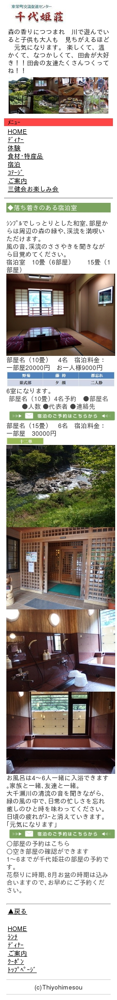 東栄町交流促進センター
千代姫荘
森の香りにつつまれ　川で遊んでい
ると子供も大人も　見ちがえるほど
　元気になります。 楽しくて、温
かくて、なつかしくて、田舎が大好
き！！田舎の友達たくさんつくって
ね！！
ﾒﾆｭｰ
HOME
ﾃﾞｨﾅｰ
体験
食材･特産品
宿泊
ｺﾃｰｼﾞ
ご案内
三健会お楽しみ会
◆落ち着きのある宿泊室
ｼﾝﾌﾟﾙでしっとりとした和室､部屋か
らは周辺の森の緑や､渓流を満喫い
ただけます。
風の音､渓流のささやきを聞きなが
ら目覚めてください。
宿泊室　10畳（6部屋）　　15畳（1
部屋）
部屋名（10畳）　4名　宿泊料金：
一部屋20000円　お一人様9000円
野菊　藤 袴　都忘れ
紫式部　夕 顔　二人静
6室になります。
部屋名（10畳）4名予約　●部屋名
●人数 ●代表者 ●連絡先
宿泊のご予約はこちらから
部屋名（15畳）　6名　宿泊料金：
一部屋　30000円
十二単
お風呂は4～6人一緒に入浴できます
｡家族と一緒､友達と一緒。
大千瀬川の清流の音を聞きながら、
緑の風の中で､日常の忙しさを忘れ
癒しのひと時を味わってください。
日頃の疲れがｽｰと消えていきます。
｢元気になります｣
宿泊のご予約はこちらから
〇部屋の予約はこちら
〇空き部屋の確認ができます
1～6までが千代姫荘の部屋の予約で
す。
花祭りに時期､8月お盆の時期は込み
合いますので､お早めにご予約くだ
さい。
▲戻る
HOME
ﾗﾝﾁ
ﾃﾞｨﾅｰ
ご案内
ｸｰﾎﾟﾝ
ﾄｯﾌﾟﾍﾟｰｼﾞ
(c)Thiyohimesou